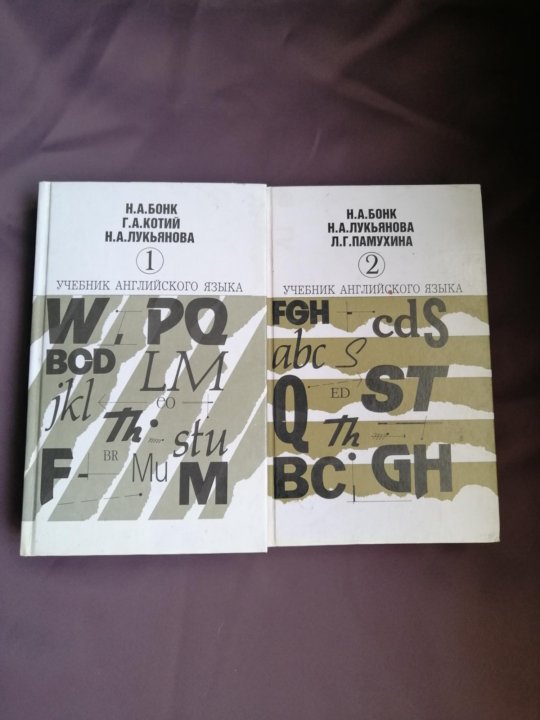 Н.А.БОНК
Г.А.КОТИЙ
Н.А.ЛУКЬЯНОВА
1
УЧЕБНИК АНГЛИЙСКОГО ЯЗЫКА
W. PQ
BCD
LM
jkl
eo
Th
stu
BR
Mu
F
M
Н.А.БОНК
Н.А.ЛУКЬЯНОВА
Л.Г.ПАМУХИНА
2
УЧЕБНИК АНГЛИЙСКОГО ЯЗЫКА
FGH
cdS
abc
S
ED
ST
Q
Th
BC
GH